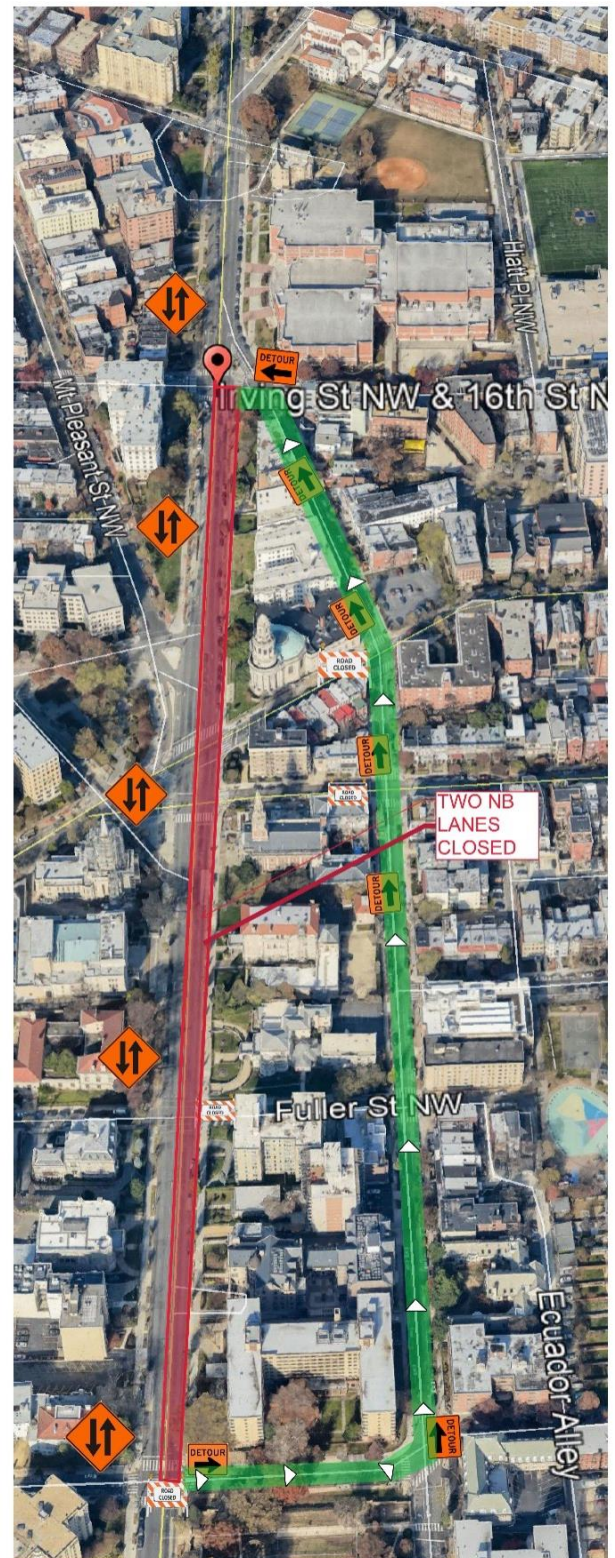 Hiatt Pl NW
DETOUR
Irving St NW & 16th St N
Mt Pleasant St NW
DETOUR
DETOUR
ROAD
CLOSED
DETOUR
ROAD
CLOSED
TWO NB
LANES
CLOSED
DETOUR
ROAD
CLOSED
Fuller St NW
Ecuador Alley
DETOUR
DETOUR
ROAD
CLOSED